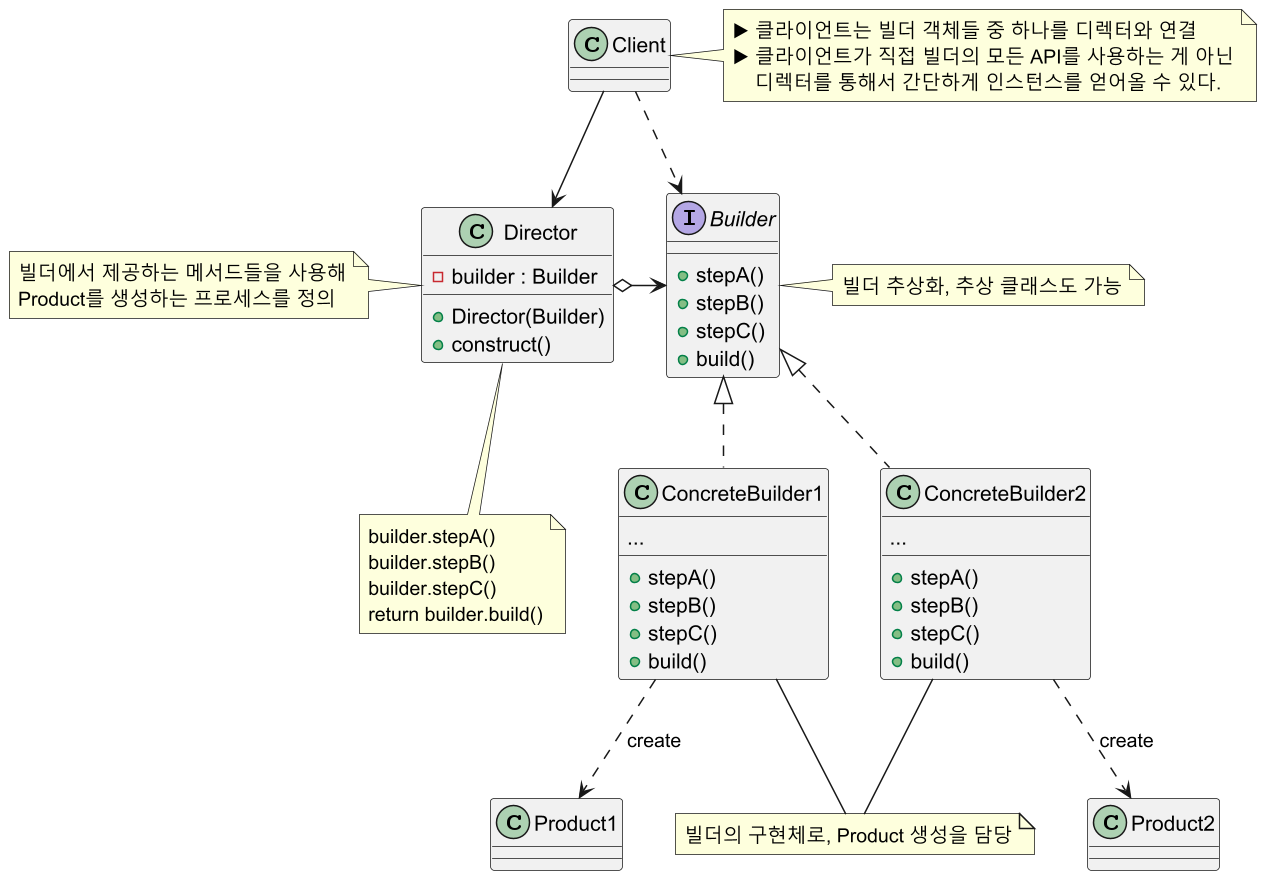 C Client
▶ 클라이언트는 빌더 객체들 중 하나를 디렉터와 연결
▶ 클라이언트가 직접 빌더의 모든 API를 사용하는 게 아닌
디렉터를 통해서 간단하게 인스턴스를 얻어올 수 있다.
C Director
builder : Builder
Director(Builder)
construct()
빌더에서 제공하는 메서드들을 사용해
Product를 생성하는 프로세스를 정의
I Builder
stepA()
stepB()
stepC()
build()
빌더 추상화, 추상 클래스도 가능
builder.stepA()
builder.stepB()
builder.stepC()
return builder.build()
C ConcreteBuilder1
...
stepA()
stepB()
stepC()
build()
C ConcreteBuilder2
...
stepA()
stepB()
stepC()
build()
create
create
C Product1
빌더의 구현체로, Product 생성을 담당
C Product2